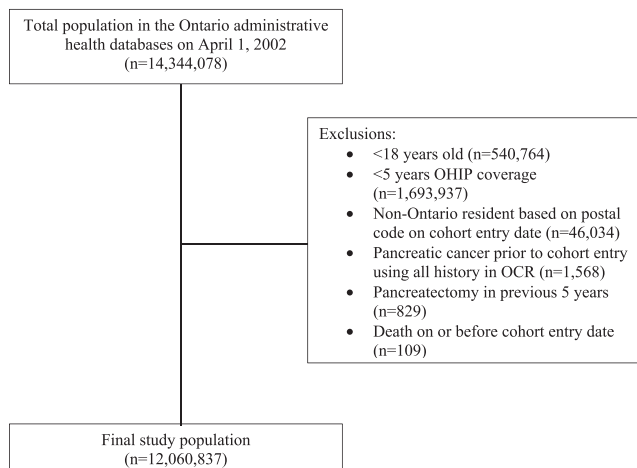 Total population in the Ontario administrative
health databases on April 1, 2002
(n=14,344,078)
Exclusions:
• <18 years old (n=540,764)
• <5 years OHIP coverage
(n=1,693,937)
• Non-Ontario resident based on postal
code on cohort entry date (n=46,034)
• Pancreatic cancer prior to cohort entry
using all history in OCR (n=1,568)
• Pancreatectomy in previous 5 years
(n=829)
• Death on or before cohort entry date
(n=109)
Final study population
(n=12,060,837)